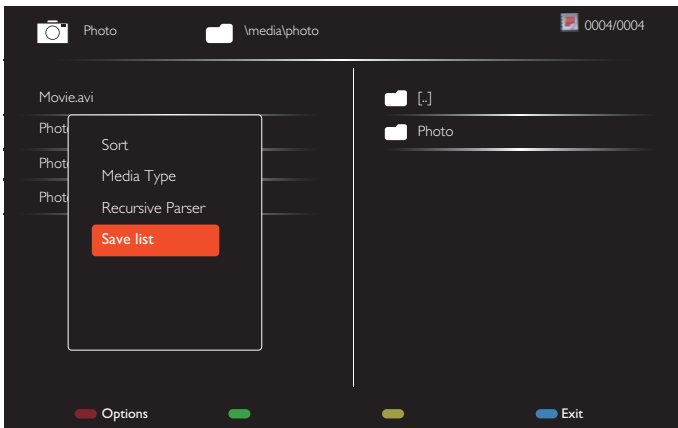 Photo
\media\photo
0004/0004
Movie.avi
[..]
Photo
Sort
Media Type
Recursive Parser
Save list
Options
Exit